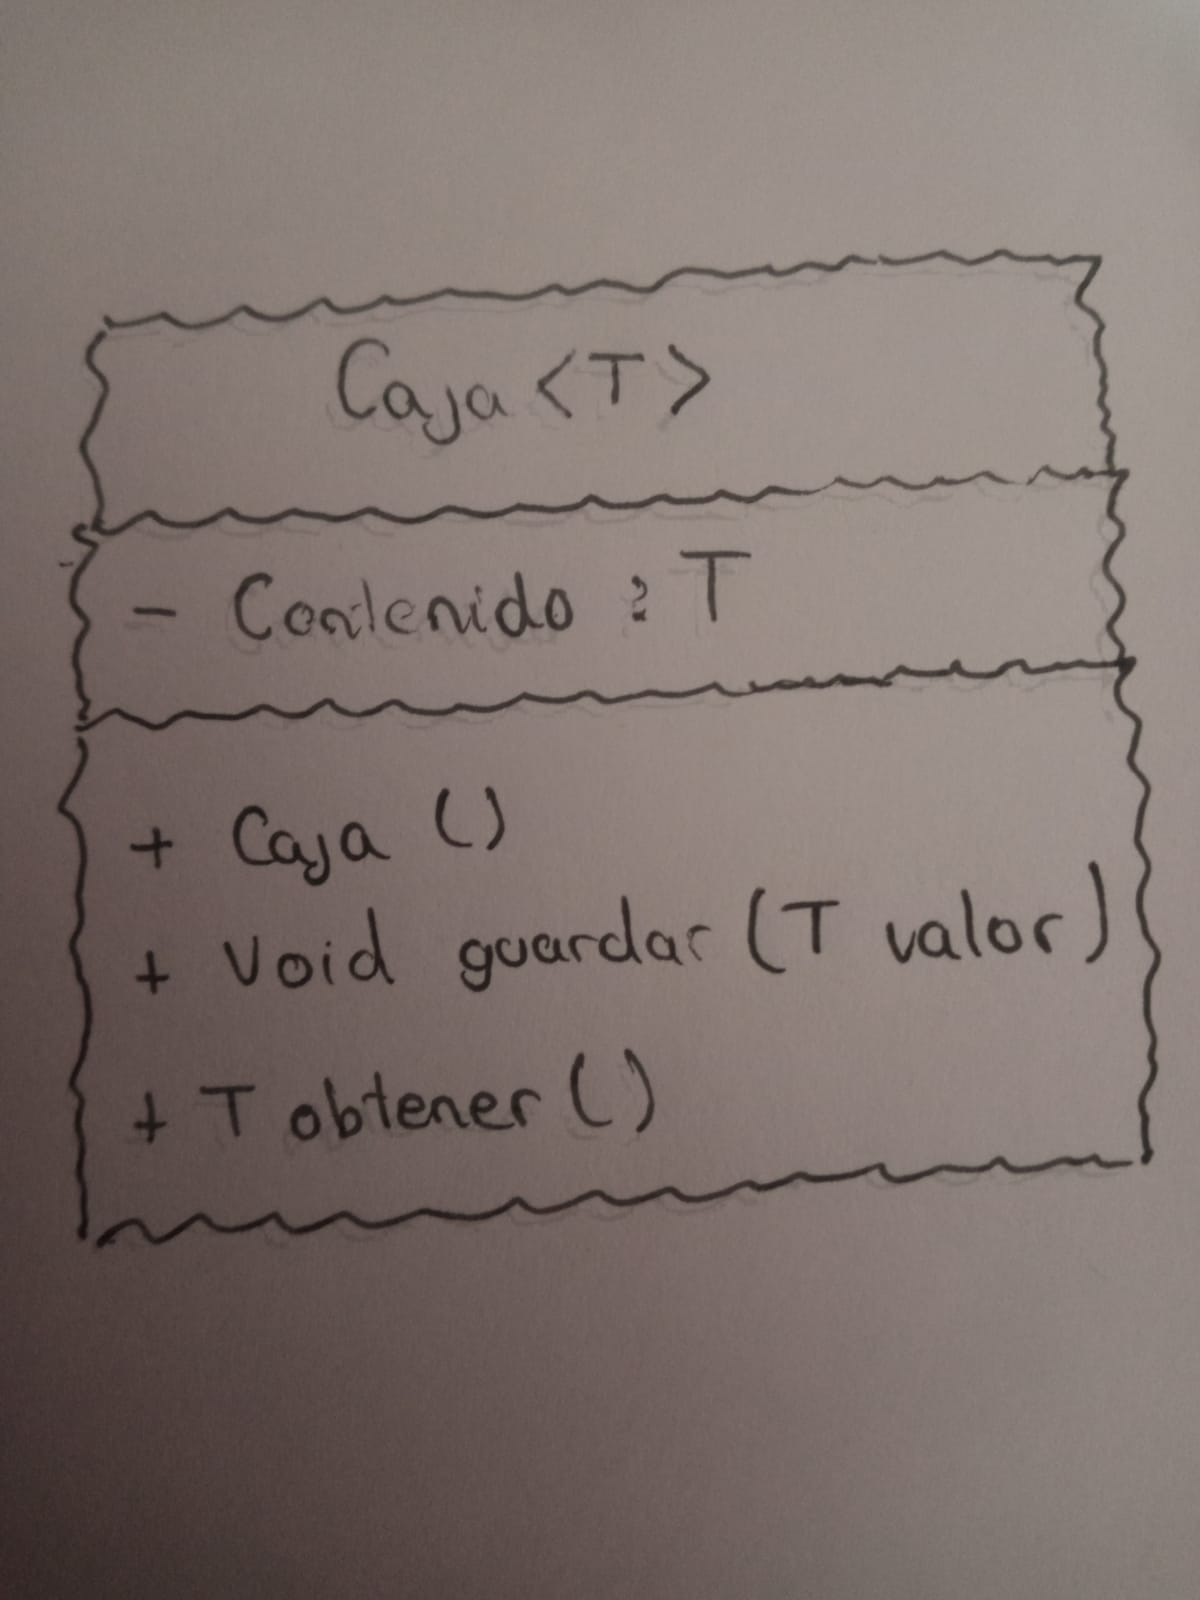 Caja <T>
- Contenido : T
+ Caja ()
+ Void guardar (T valor)
+ T obtener ()